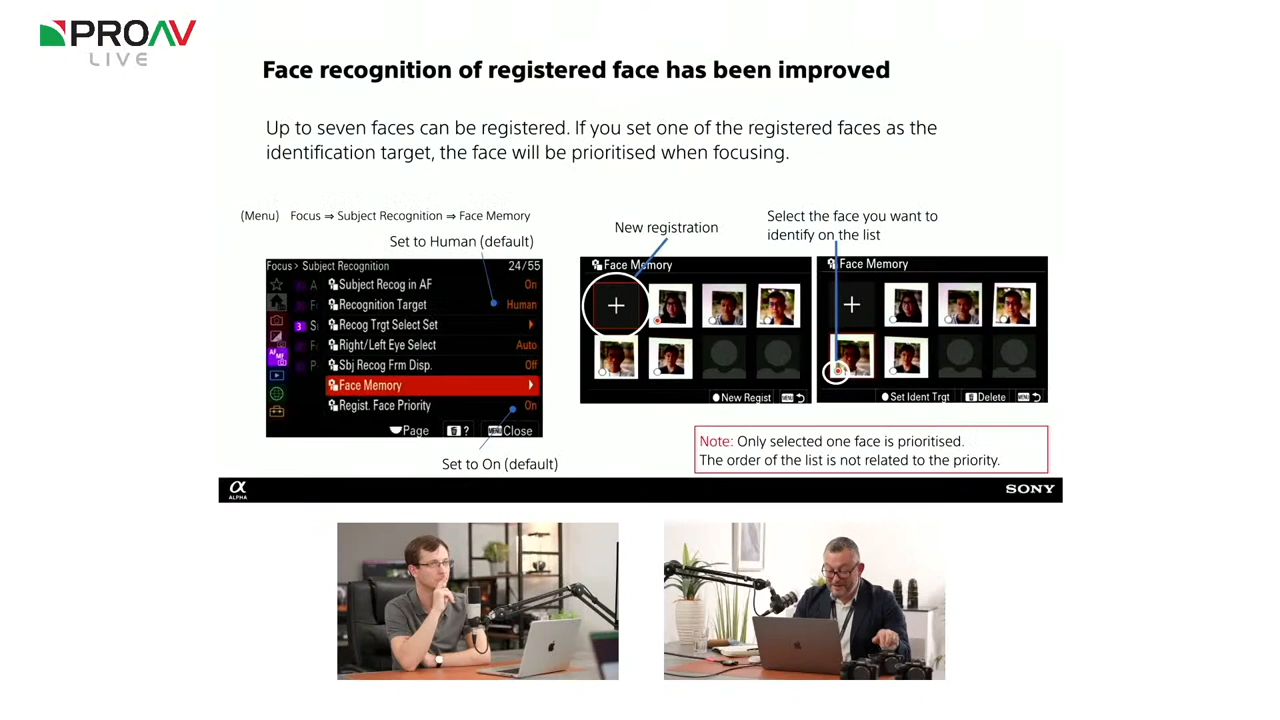 PROAV
LIVE
Face recognition of registered face has been improved
Up to seven faces can be registered. If you set one of the registered faces as the
identification target, the face will be prioritised when focusing.
(Menu) Focus ⇒ Subject Recognition ⇒ Face Memory
Set to Human (default)
Focus> Subject Recognition 24/55
Subject Recog in AF On
Recognition Target Human
3 Recog Trgt Select Set
Right/Left Eye Select Auto
Sbj Recog Frm Disp. Off
Face Memory
Regist. Face Priority On
Page ? MENU Close
Set to On (default)
New registration
Face Memory
New Regist MENU
Select the face you want to
identify on the list
Face Memory
Set Ident Trgt Delete MENU
Note: Only selected one face is prioritised.
The order of the list is not related to the priority.
α
ALPHA
SONY